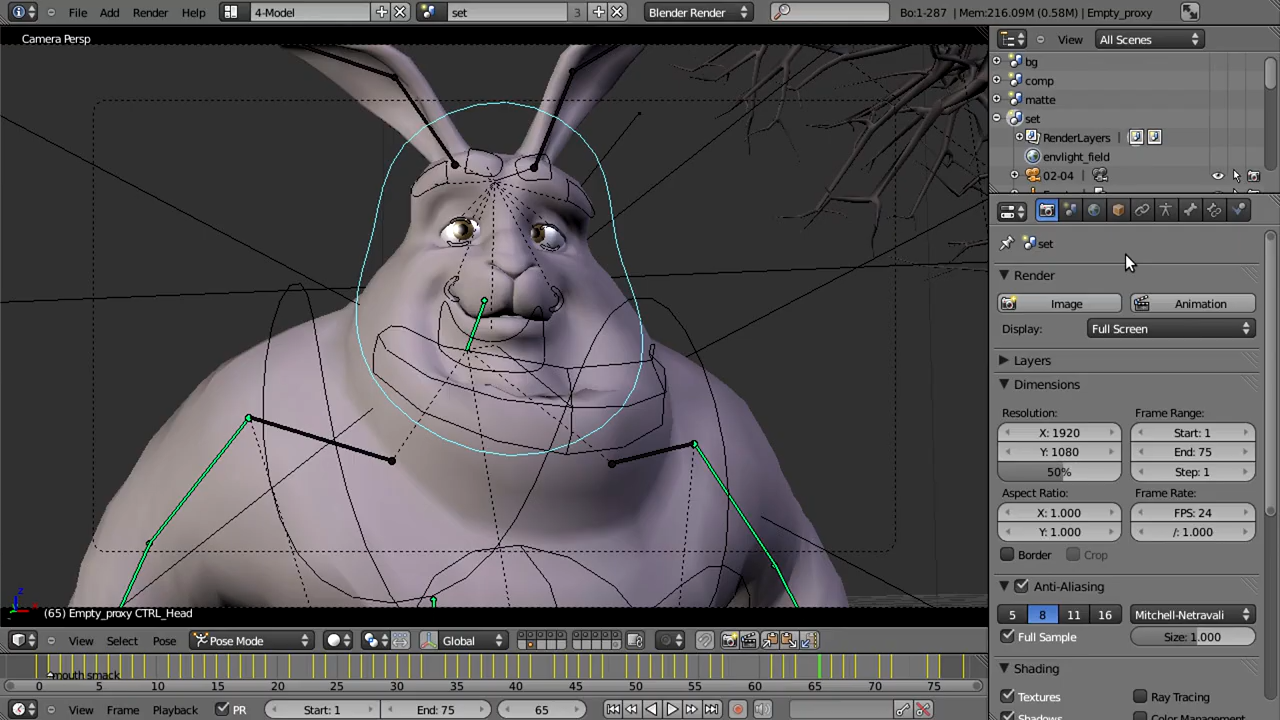 File Add Render Help 4-Model set 3 Blender Render Bo:1-287 | Mem:216.09M (0.58M) | Empty_proxy
Camera Persp
View All Scenes
bg
comp
matte
set
RenderLayers |
envlight_field
02-04 |
set
Render
Image Animation
Display: Full Screen
Layers
Dimensions
Resolution: Frame Range:
X: 1920 Start: 1
Y: 1080 End: 75
50% Step: 1
Aspect Ratio: Frame Rate:
X: 1.000 FPS: 24
Y: 1.000 /: 1.000
Border Crop
Anti-Aliasing
5 8 11 16 Mitchell-Netravali
Full Sample Size: 1.000
Shading
Textures Ray Tracing
Shadows Color Management
z
(65) Empty_proxy CTRL_Head
View Select Pose Pose Mode Global
mouth smack
0 5 10 15 20 25 30 35 40 45 50 55 60 65 70 75
View Frame Playback PR Start: 1 End: 75 65